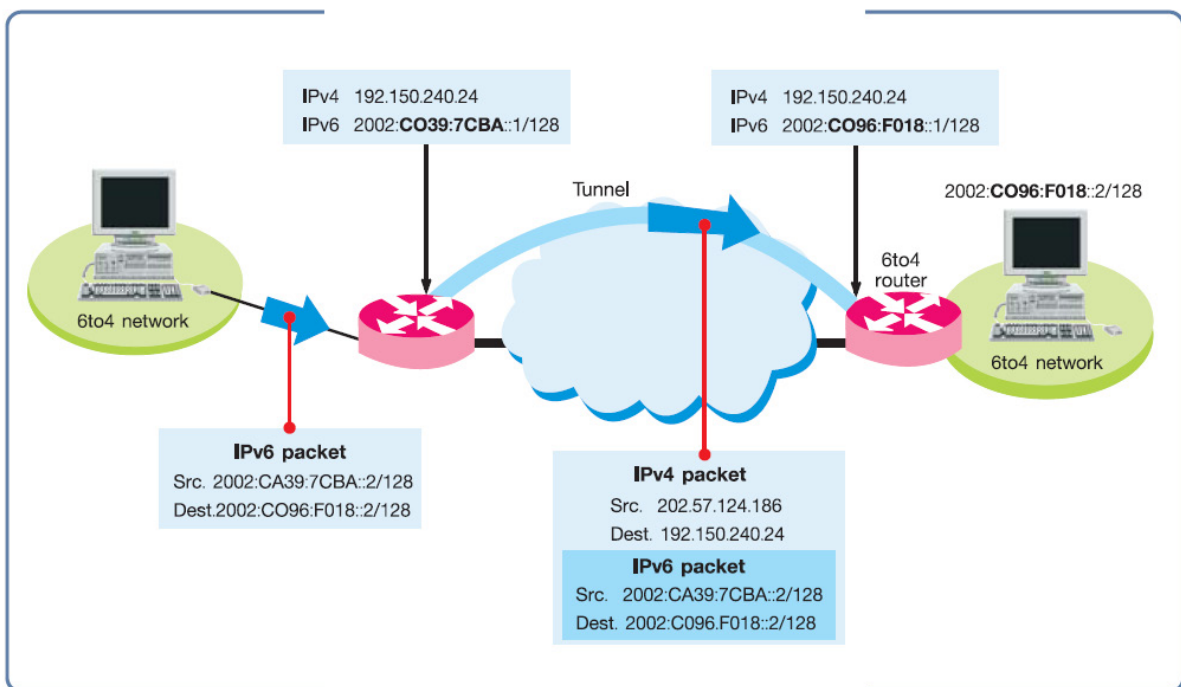 IPv4 192.150.240.24
IPv6 2002:CO39:7CBA::1/128
IPv4 192.150.240.24
IPv6 2002:CO96:F018::1/128
Tunnel
2002:CO96:F018::2/128
6to4
router
6to4 network
6to4 network
IPv6 packet
Src. 2002:CA39:7CBA::2/128
Dest.2002:CO96:F018::2/128
IPv4 packet
Src. 202.57.124.186
Dest. 192.150.240.24
IPv6 packet
Src. 2002:CA39:7CBA::2/128
Dest. 2002:C096.F018::2/128